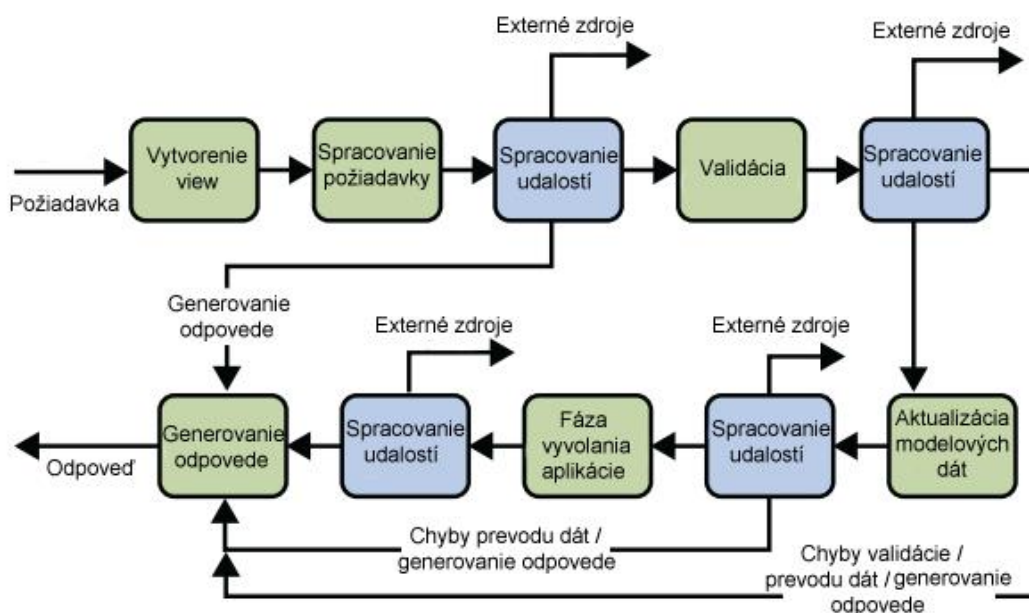 Externé zdroje
Externé zdroje
Požiadavka
Vytvorenie
view
Spracovanie
požiadavky
Spracovanie
udalostí
Validácia
Spracovanie
udalostí
Generovanie
odpovede
Externé zdroje
Externé zdroje
Odpoveď
Generovanie
odpovede
Spracovanie
udalostí
Fáza
vyvolania
aplikácie
Spracovanie
udalostí
Aktualizácia
modelových
dát
Chyby prevodu dát /
generovanie odpovede
Chyby validácie /
prevodu dát / generovanie
odpovede